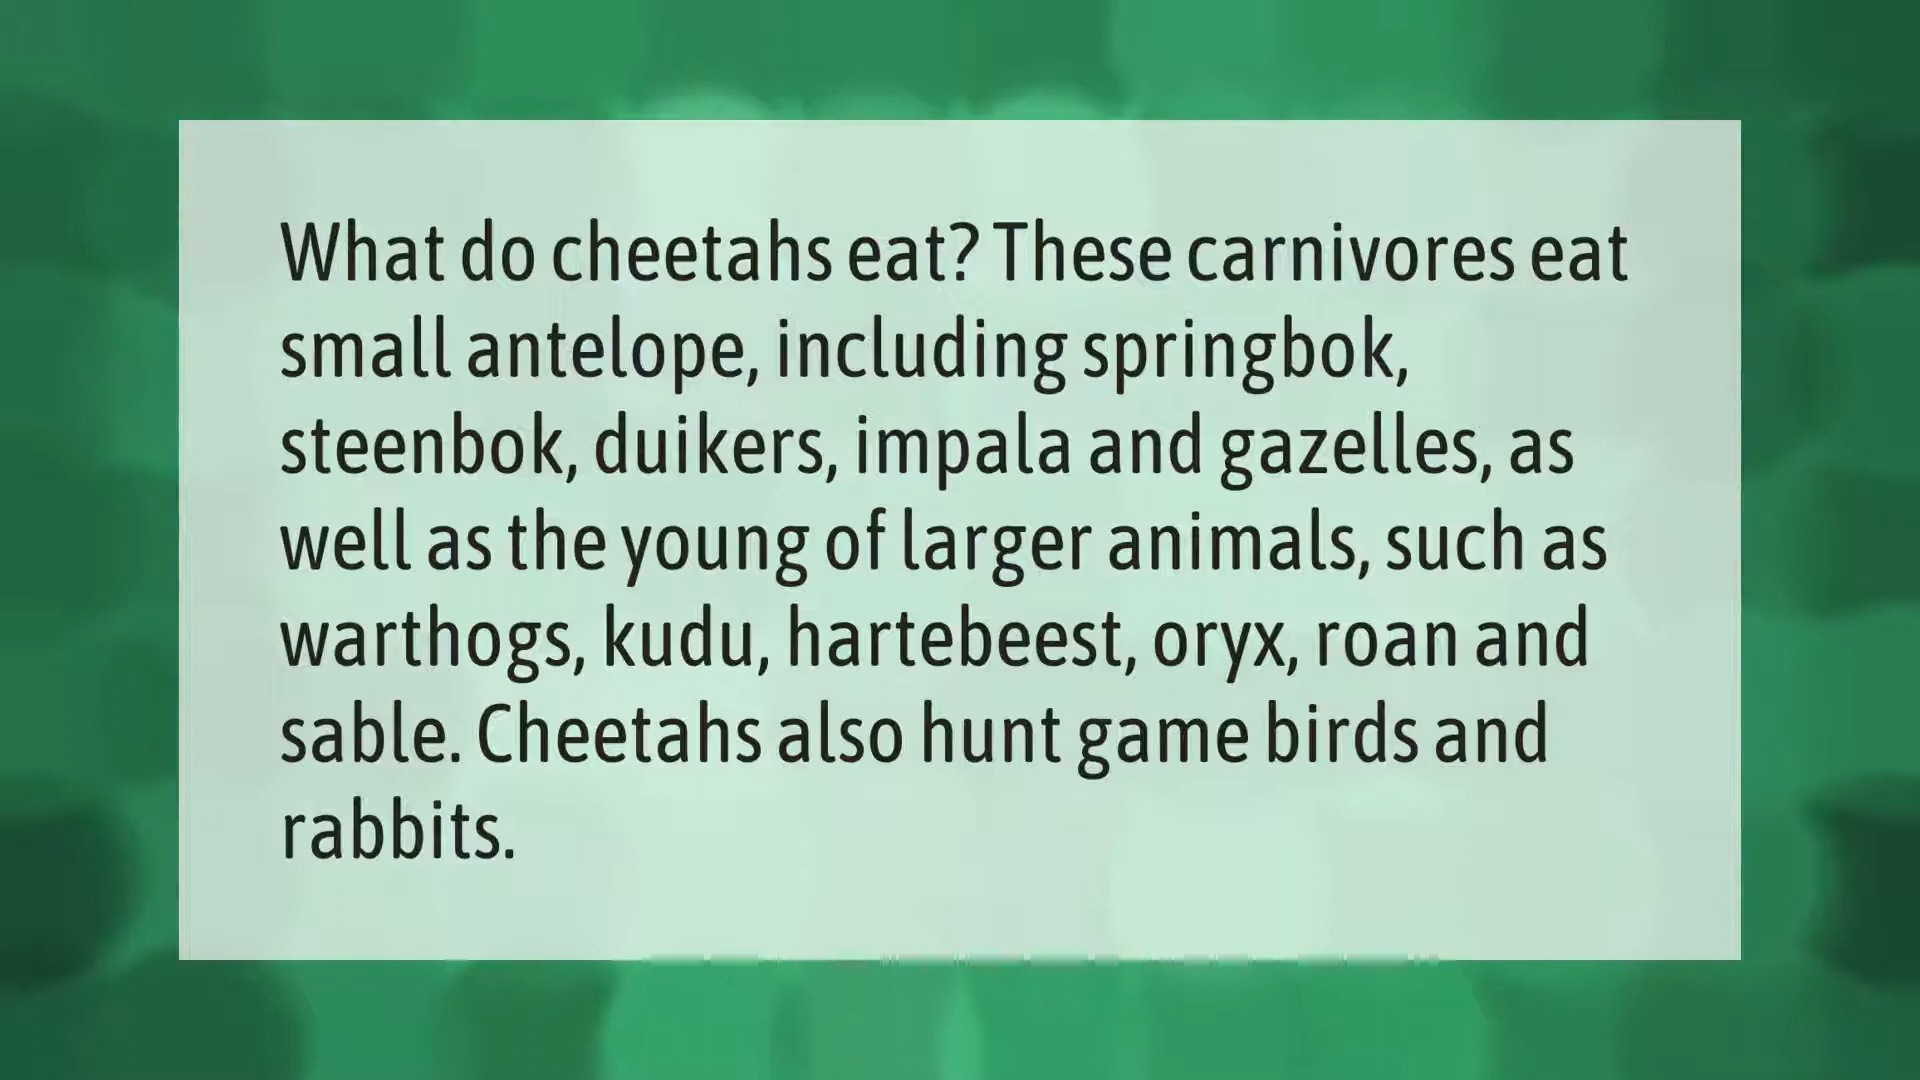 What do cheetahs eat? These carnivores eat
small antelope, including springbok,
steenbok, duikers, impala and gazelles, as
well as the young of larger animals, such as
warthogs, kudu, hartebeest, oryx, roan and
sable. Cheetahs also hunt game birds and
rabbits.